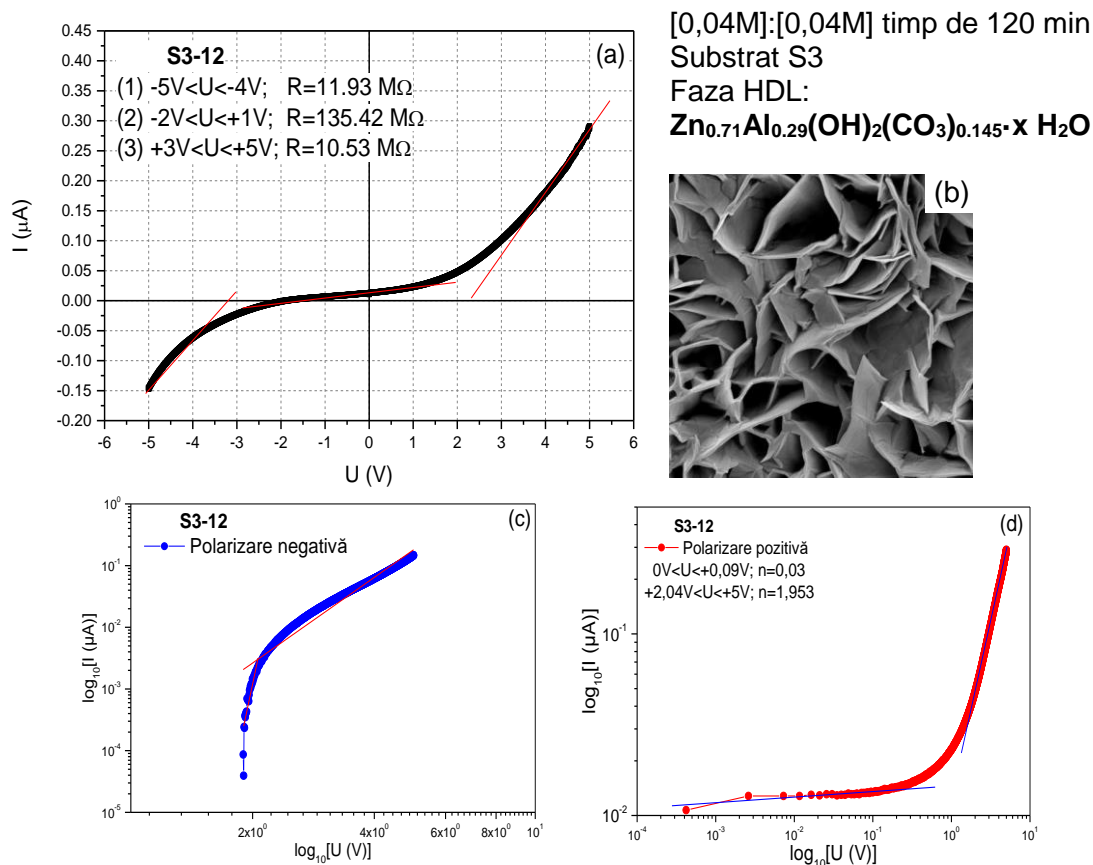 [0,04M]:[0,04M] timp de 120 min
Substrat S3
Faza HDL:
Zn0.71Al0.29(OH)2(CO3)0.145·x H2O
(a)
S3-12
(1) -5V<U<-4V; R=11.93 MΩ
(2) -2V<U<+1V; R=135.42 MΩ
(3) +3V<U<+5V; R=10.53 MΩ
0.45
0.40
0.35
0.30
0.25
0.20
0.15
0.10
0.05
0.00
-0.05
-0.10
-0.15
-0.20
I (μA)
-6 -5 -4 -3 -2 -1 0 1 2 3 4 5 6
U (V)
(b)
(c)
S3-12
Polarizare negativă
10^0
10^-1
10^-2
10^-3
10^-4
10^-5
log10[I (μA)]
2x10^0 4x10^0 6x10^0 8x10^0 10^1
log10[U (V)]
(d)
S3-12
Polarizare pozitivă
0V<U<+0,09V; n=0,03
+2,04V<U<+5V; n=1,953
10^-1
10^-2
log10[I (μA)]
10^-4 10^-3 10^-2 10^-1 10^0 10^1
log10[U (V)]